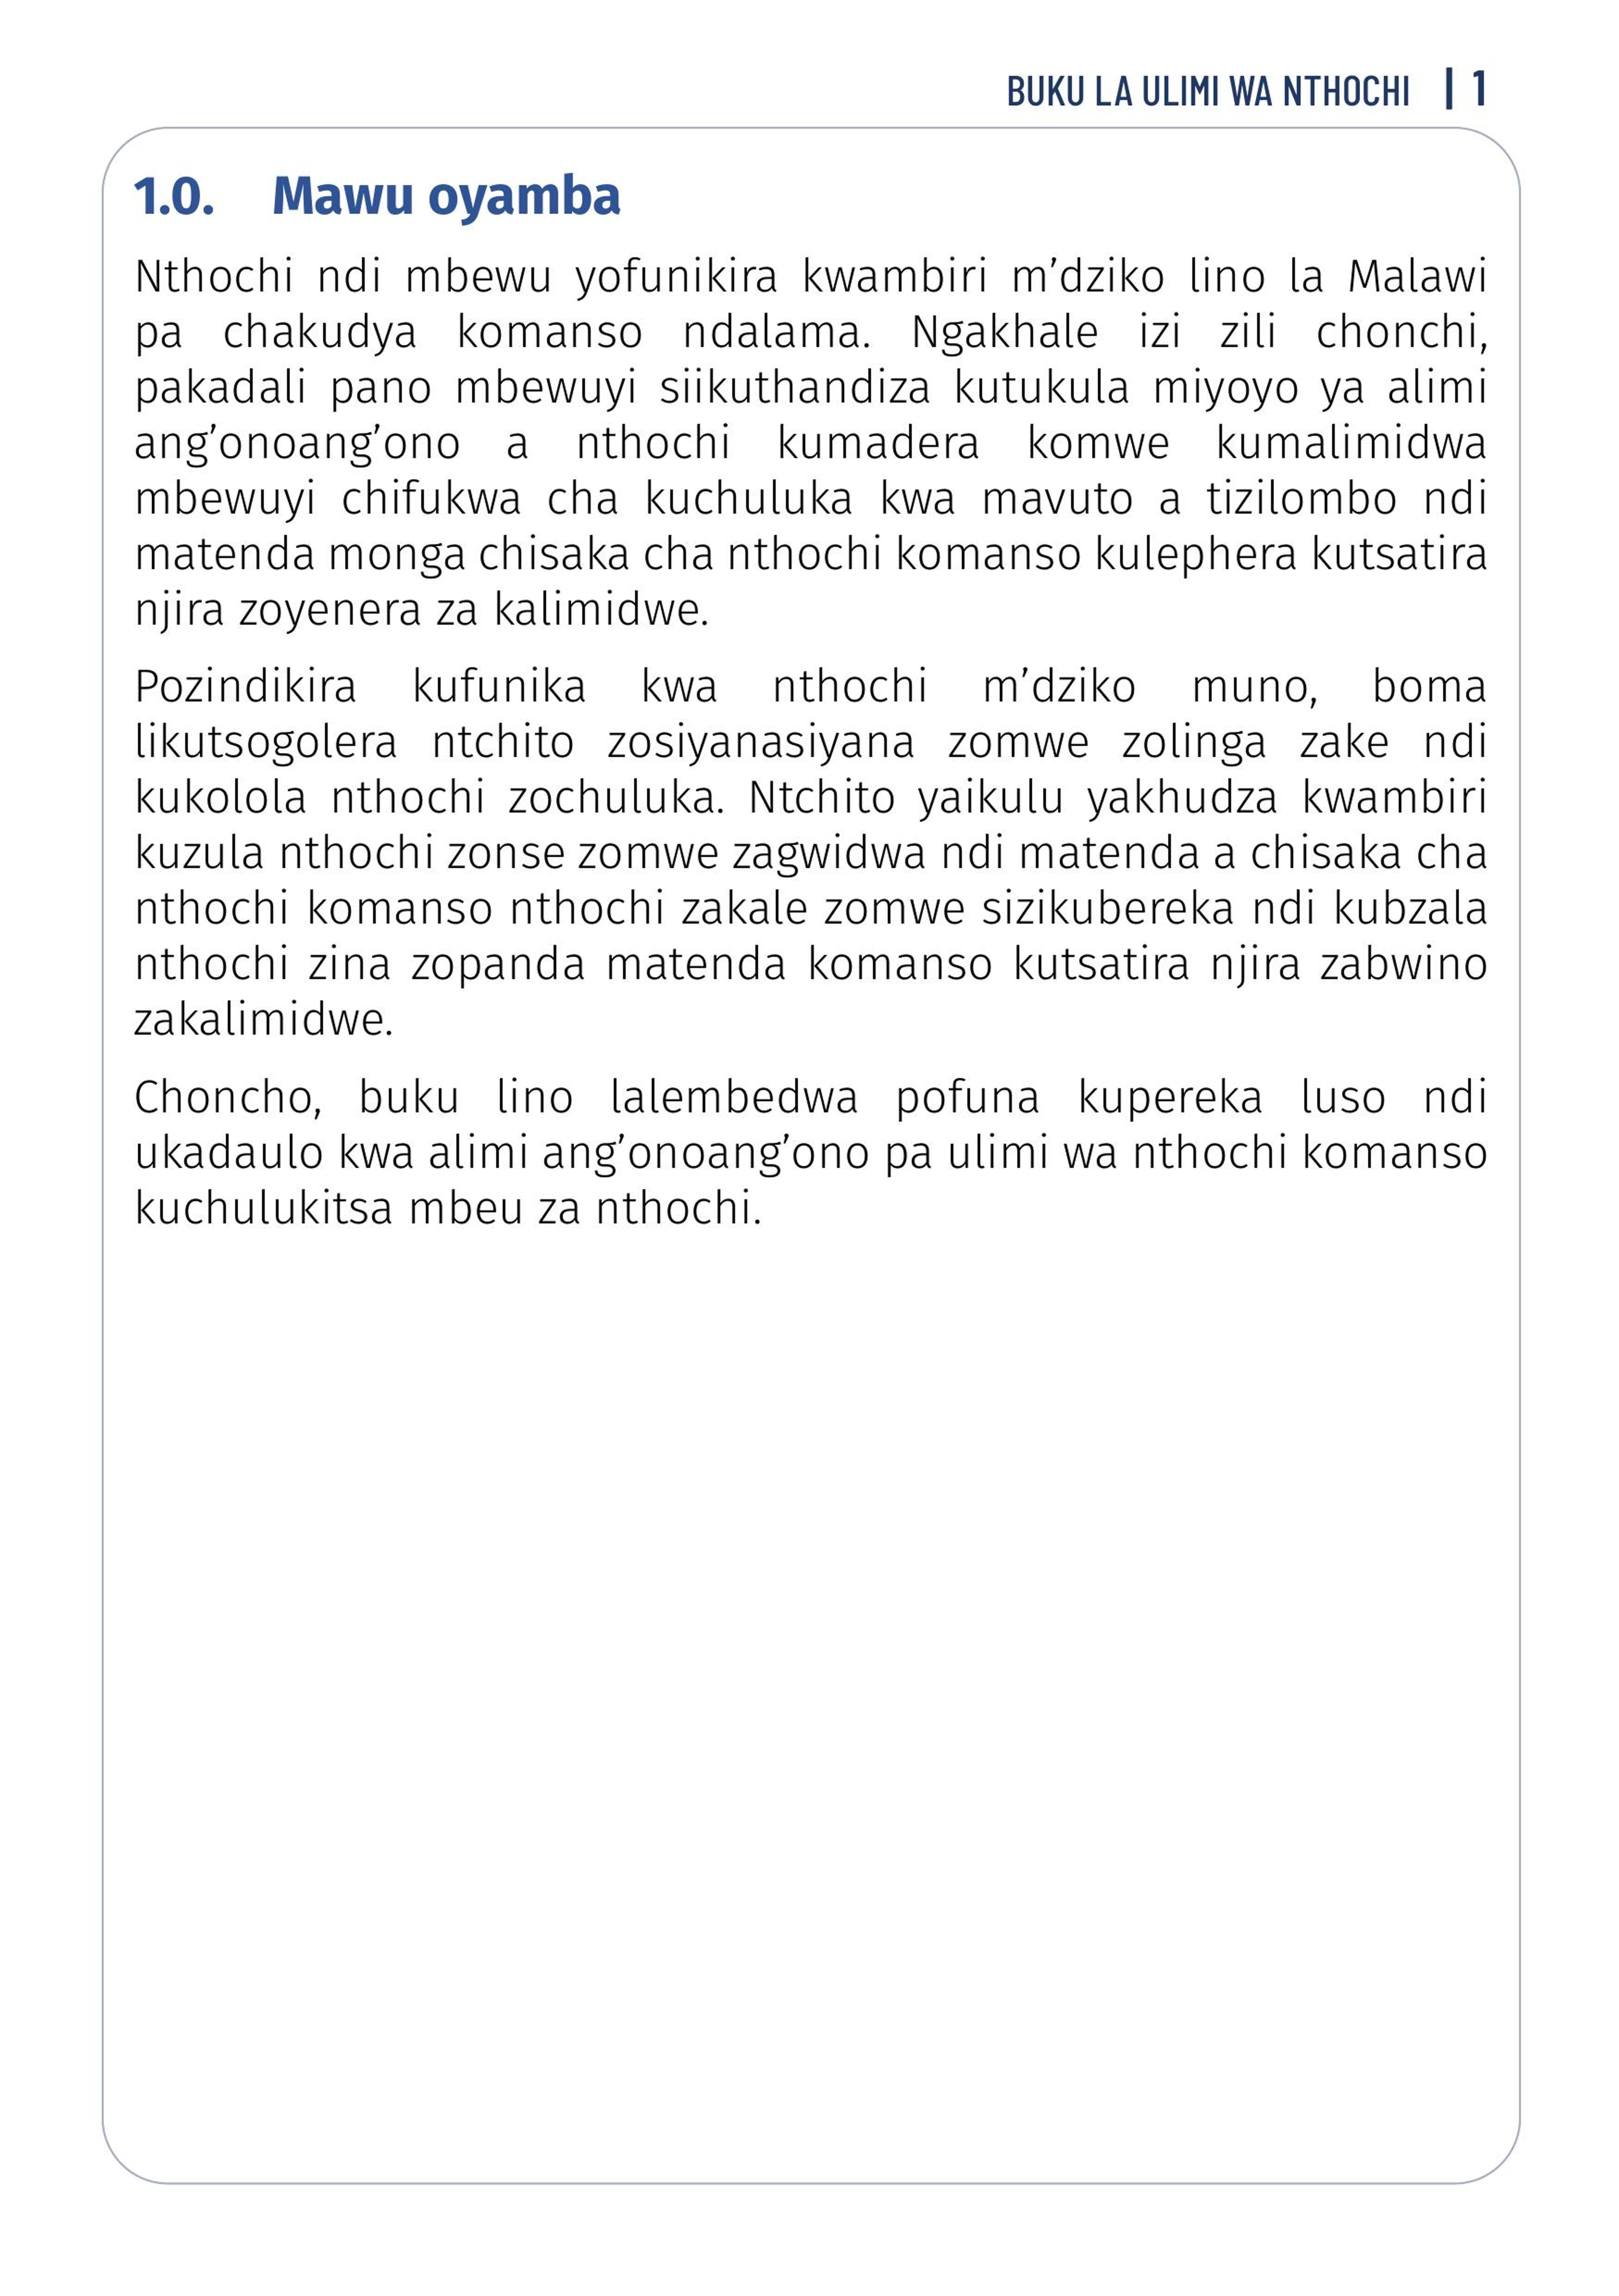 BUKU LA ULIMI WA NTHOCHI | 1
1.0. Mawu oyamba
Nthochi ndi mbewu yofunikira kwambiri m’dziko lino la Malawi
pa chakudya komanso ndalama. Ngakhale izi zili chonchi,
pakadali pano mbewuyi siikuthandiza kutukula miyoyo ya alimi
ang’onoang’ono a nthochi kumadera komwe kumalimidwa
mbewuyi chifukwa cha kuchuluka kwa mavuto a tizilombo ndi
matenda monga chisaka cha nthochi komanso kulephera kutsatira
njira zoyenera za kalimidwe.
Pozindikira kufunika kwa nthochi m’dziko muno, boma
likutsogolera ntchito zosiyanasiyana zomwe zolinga zake ndi
kukolola nthochi zochuluka. Ntchito yaikulu yakhudza kwambiri
kuzula nthochi zonse zomwe zagwidwa ndi matenda a chisaka cha
nthochi komanso nthochi zakale zomwe sizikubereka ndi kubzala
nthochi zina zopanda matenda komanso kutsatira njira zabwino
zakalimidwe.
Choncho, buku lino lalembedwa pofuna kupereka luso ndi
ukadaulo kwa alimi ang’onoang’ono pa ulimi wa nthochi komanso
kuchulukitsa mbeu za nthochi.